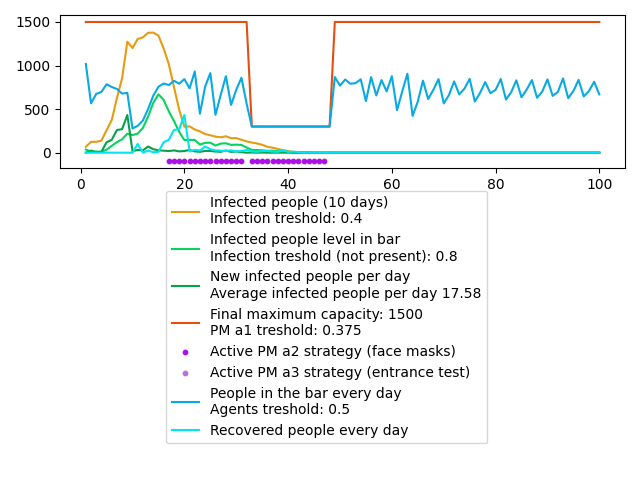 1500
1000
500
0
0
20
40
60
80
100
Infected people (10 days)
Infection treshold: 0.4
Infected people level in bar
Infection treshold (not present): 0.8
New infected people per day
Average infected people per day 17.58
Final maximum capacity: 1500
PM a1 treshold: 0.375
Active PM a2 strategy (face masks)
Active PM a3 strategy (entrance test)
People in the bar every day
Agents treshold: 0.5
Recovered people every day